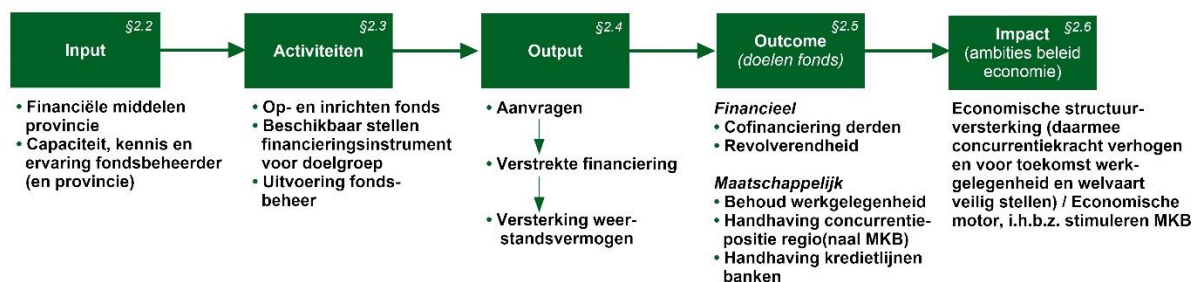 §2.2
Input
• Financiële middelen
provincie
• Capaciteit, kennis en
ervaring fondsbeheerder
(en provincie)
§2.3
Activiteiten
• Op- en inrichten fonds
• Beschikbaar stellen
financieringsinstrument
voor doelgroep
• Uitvoering fonds-
beheer
§2.4
Output
• Aanvragen
• Verstrekte financiering
• Versterking weer-
standsvermogen
§2.5
Outcome
(doelen fonds)
Financieel
• Cofinanciering derden
• Revolverendheid
Maatschappelijk
• Behoud werkgelegenheid
• Handhaving concurrentie-
positie regio(naal MKB)
• Handhaving kredietlijnen
banken
§2.6
Impact
(ambities beleid
economie)
Economische structuur-
versterking (daarmee
concurrentiekracht verhogen
en voor toekomst werk-
gelegenheid en welvaart
veilig stellen) / Economische
motor, i.h.b.z. stimuleren MKB